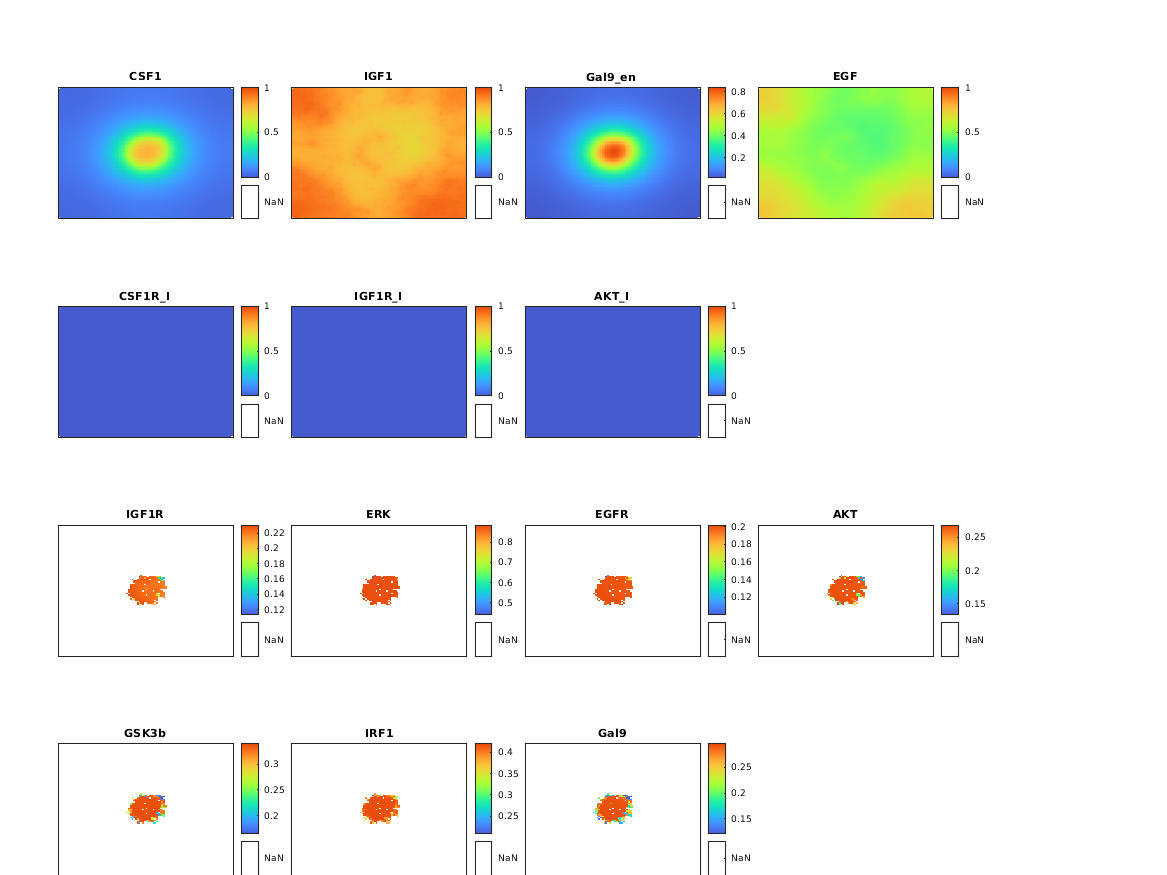 CSF1 IGF1 Gal9_en EGF
1 1 0.8 1
0.6
0.5 0.5 0.4 0.5
0.2
0 0 0
NaN NaN NaN NaN
CSF1R_I IGF1R_I AKT_I
1 1 1
0.5 0.5 0.5
0 0 0
NaN NaN NaN
IGF1R ERK EGFR AKT
0.22 0.8 0.2 0.25
0.2 0.7 0.18 0.2
0.18 0.6 0.16 0.15
0.16 0.5 0.14
0.14 0.12
0.12
NaN NaN NaN NaN
GSK3b IRF1 Gal9
0.3 0.4 0.25
0.25 0.35 0.2
0.2 0.3 0.15
0.25
NaN NaN NaN